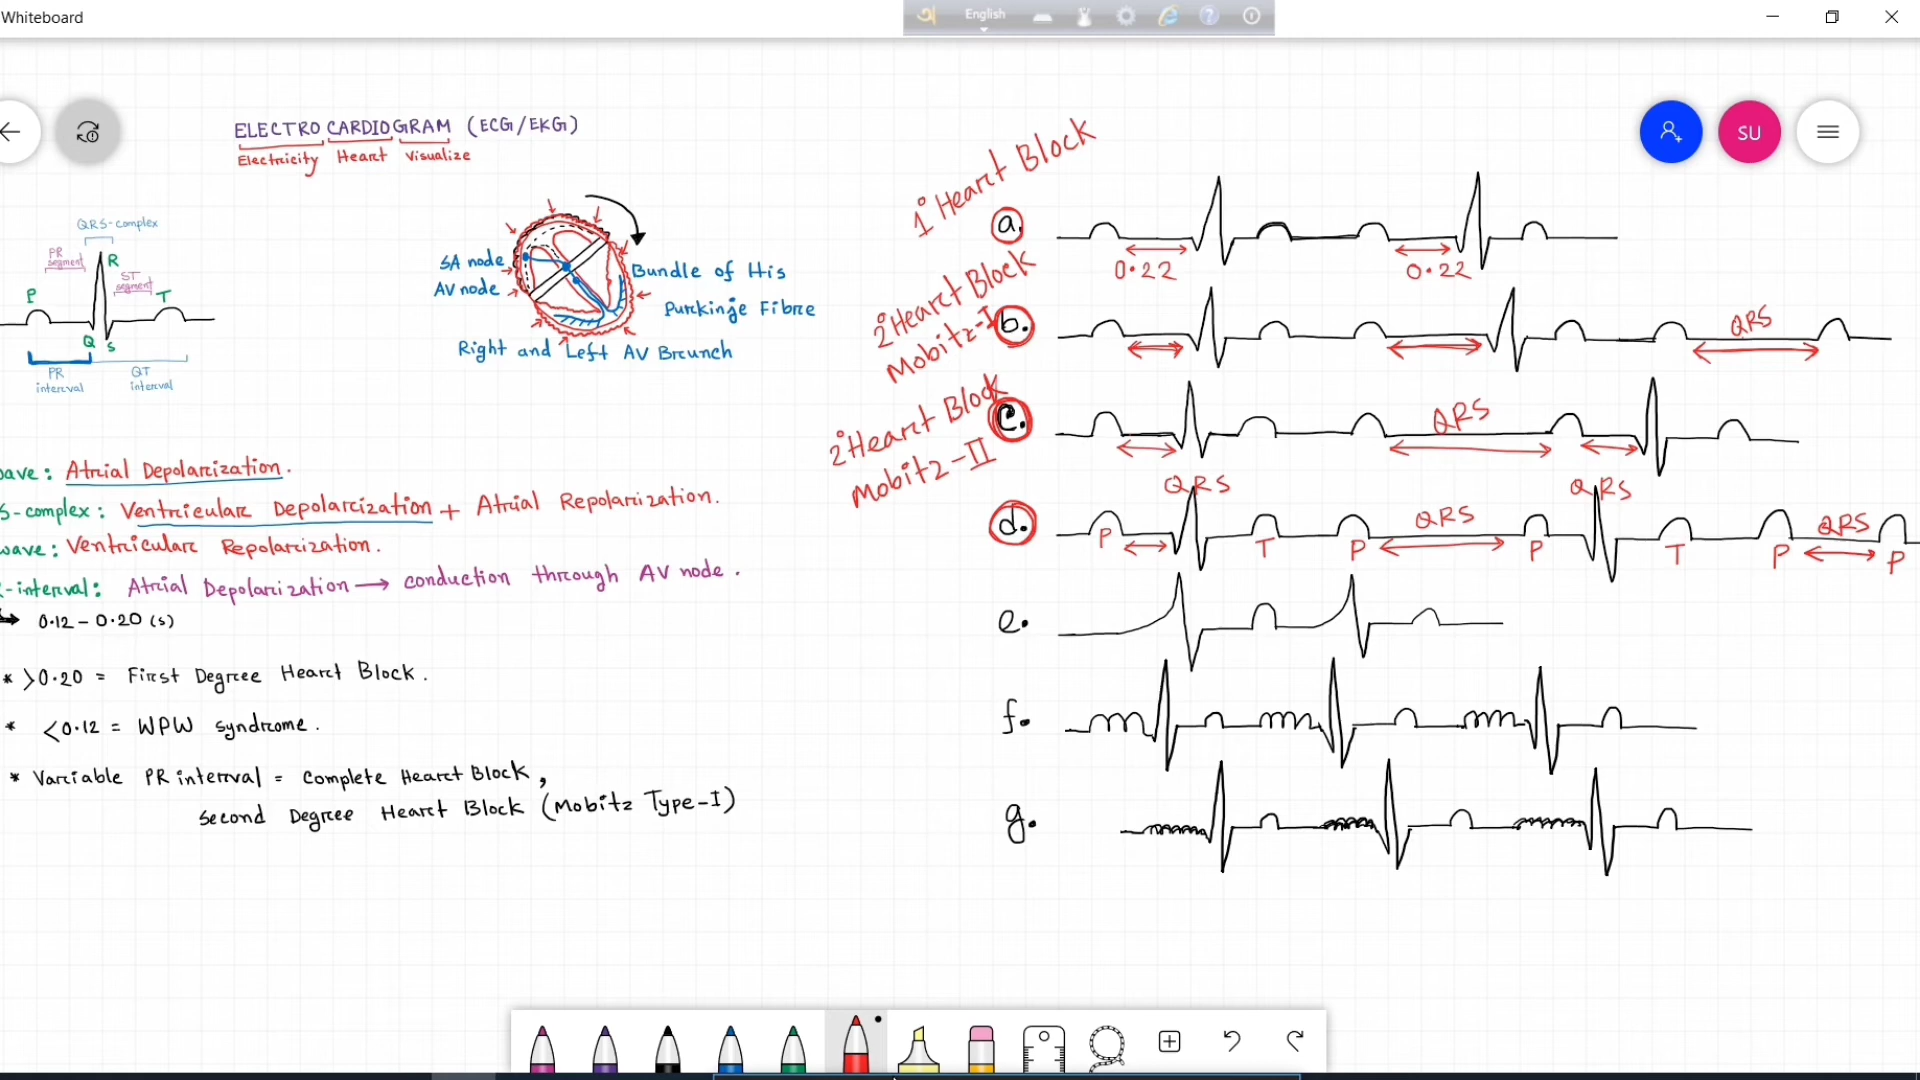 Whiteboard
English
SU
ELECTRO CARDIOGRAM (ECG/EKG)
Electricity Heart Visualize
QRS-complex
PR
segment
R
ST
segment
P
T
Q
S
PR
interval
QT
interval
SA node
AV node
Bundle of His
Purkinje Fibre
Right and Left AV Brunch
wave: Atrial Depolarization.
S-complex: Ventricular Depolarization + Atrial Repolarization.
wave: Ventricular Repolarization.
-interval: Atrial Depolarization → conduction through AV node.
→ 0.12 - 0.20 (s)
* >0.20 = First Degree Heart Block.
* <0.12 = WPW syndrome.
* Variable PR interval = Complete Heart Block,
Second Degree Heart Block (Mobitz Type-I)
1° Heart Block
a.
0.22
0.22
2° Heart Block
Mobitz-I
b.
QRS
2° Heart Block
Mobitz-II
c.
QRS
d.
QRS
QRS
QRS
QRS
P
T
P
P
T
P
P
e.
f.
g.